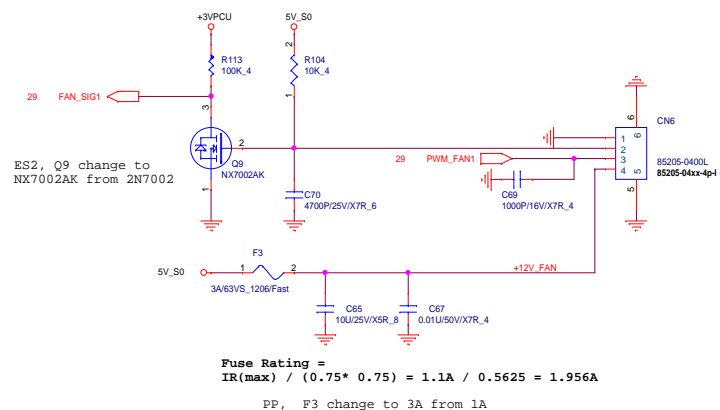 +3VPCU
5V_S0
R113
100K_4
2
R104
10K_4
1
29 FAN_SIG1
3
2
Q9
NX7002AK
1
ES2, Q9 change to
NX7002AK from 2N7002
C70
4700P/25V/X7R_6
29 PWM_FAN1
C69
1000P/16V/X7R_4
CN6
6
1 6
2
3
4 5
5
85205-0400L
85205-04xx-4p-l
F3
5V_S0 1 2
3A/63VS_1206/Fast
+12V_FAN
C65
10U/25V/X5R_8
C67
0.01U/50V/X7R_4
Fuse Rating =
IR(max) / (0.75* 0.75) = 1.1A / 0.5625 = 1.956A
PP, F3 change to 3A from 1A